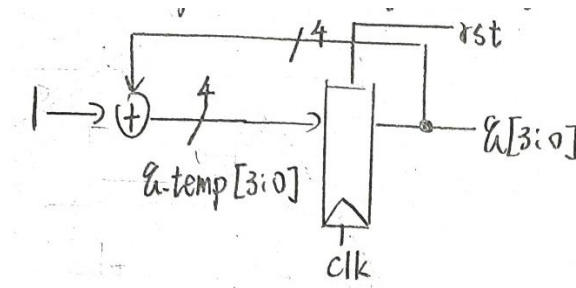 4
rst
1
+
4
q_temp[3:0]
q[3:0]
clk